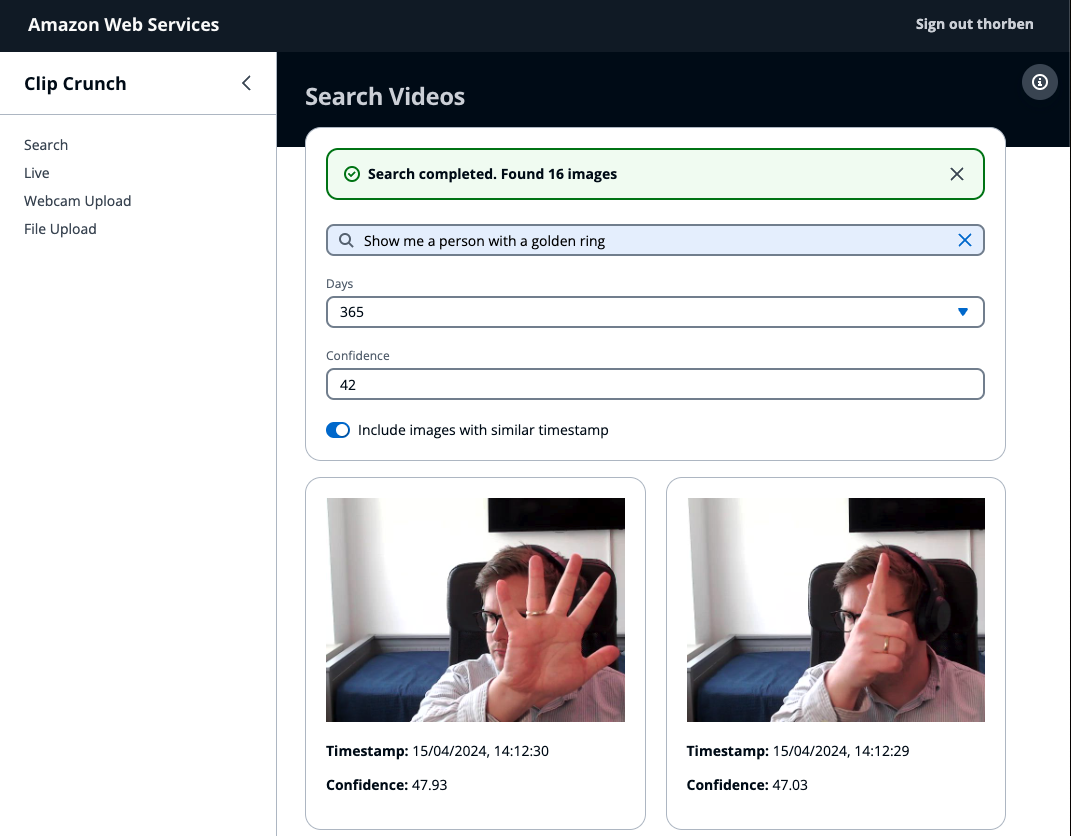 Amazon Web Services
Sign out thorben
Clip Crunch
Search
Live
Webcam Upload
File Upload
Search Videos
Search completed. Found 16 images
Show me a person with a golden ring
Days
365
Confidence
42
Include images with similar timestamp
Timestamp: 15/04/2024, 14:12:30
Confidence: 47.93
Timestamp: 15/04/2024, 14:12:29
Confidence: 47.03